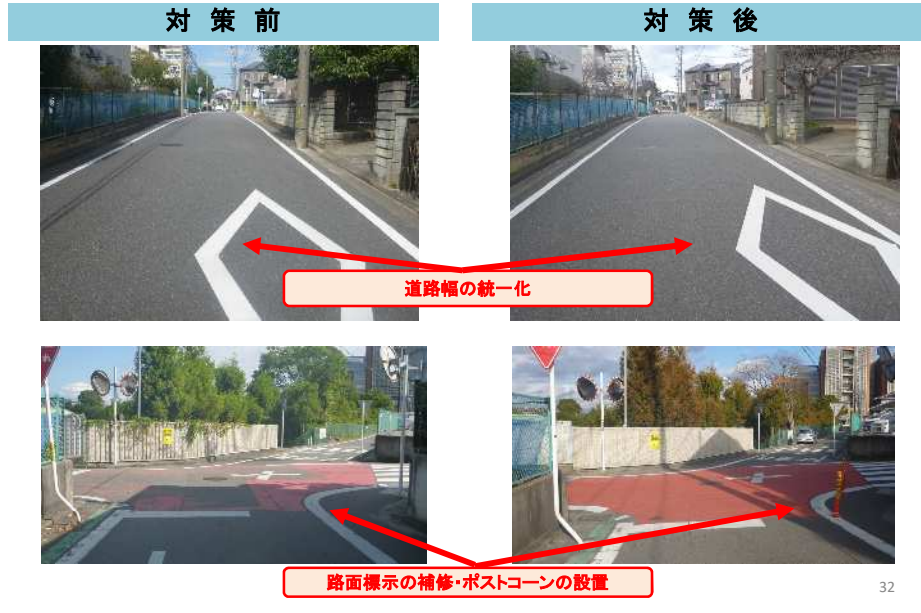 対 策 前
対 策 後
道路幅の統一化
路面標示の補修・ポストコーンの設置
32